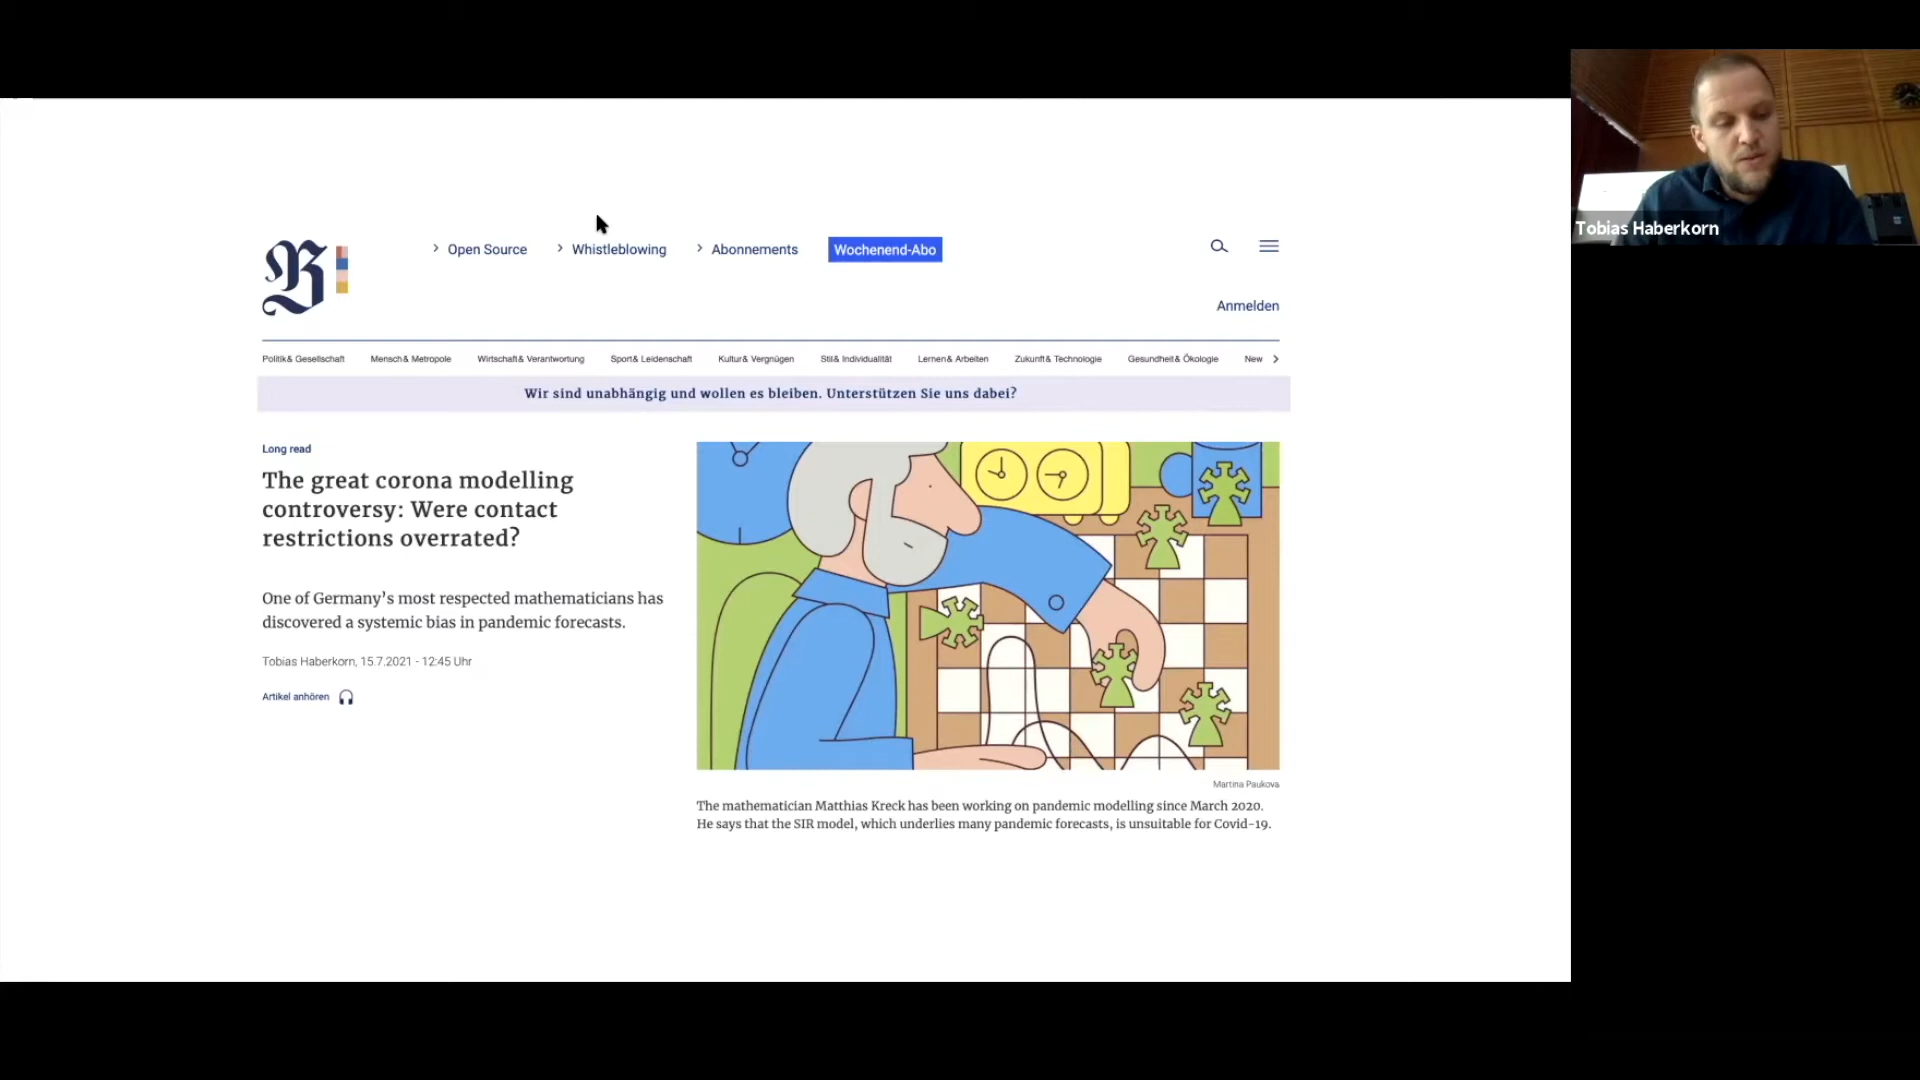 Open Source
Whistleblowing
Abonnements
Wochenend-Abo
Anmelden
Politik & Gesellschaft
Mensch & Metropole
Wirtschaft & Verantwortung
Sport & Leidenschaft
Kultur & Vergnügen
Stil & Individualität
Lernen & Arbeiten
Zukunft & Technologie
Gesundheit & Ökologie
New
Wir sind unabhängig und wollen es bleiben. Unterstützen Sie uns dabei?
Long read
The great corona modelling
controversy: Were contact
restrictions overrated?
One of Germany's most respected mathematicians has
discovered a systemic bias in pandemic forecasts.
Tobias Haberkorn, 15.7.2021 - 12:45 Uhr
Artikel anhören
Martina Paukova
The mathematician Matthias Kreck has been working on pandemic modelling since March 2020.
He says that the SIR model, which underlies many pandemic forecasts, is unsuitable for Covid-19.
Tobias Haberkorn